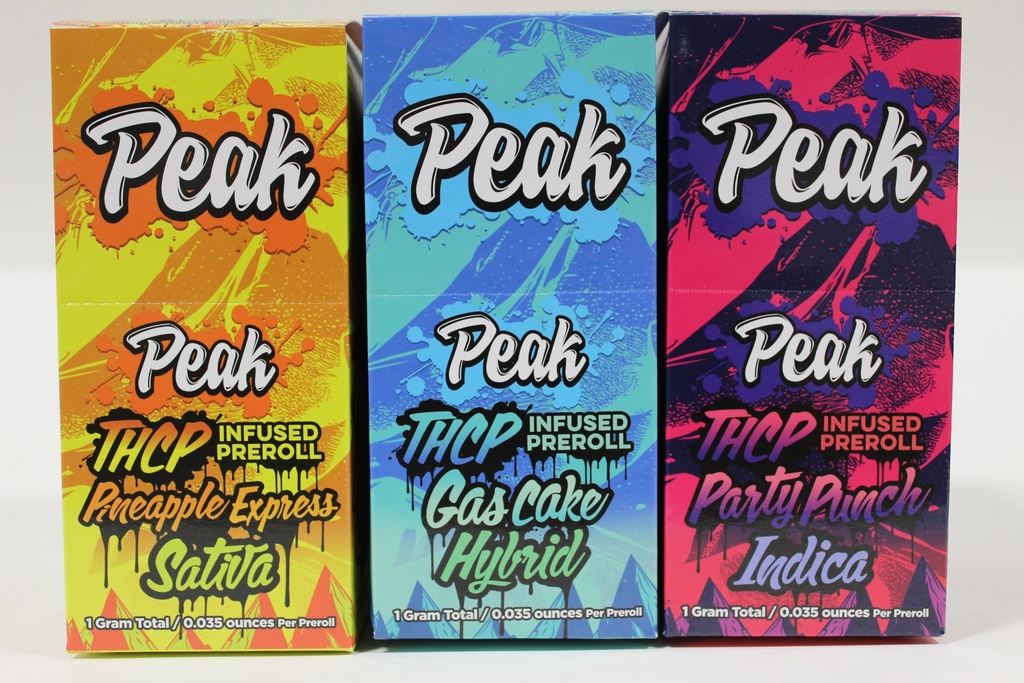 Peak
Peak
THCP INFUSED PREROLL
Pineapple Express
Sativa
1 Gram Total / 0.035 ounces Per Preroll
Peak
Peak
THCP INFUSED PREROLL
Gas Cake
Hybrid
1 Gram Total / 0.035 ounces Per Preroll
Peak
Peak
THCP INFUSED PREROLL
Party Punch
Indica
1 Gram Total / 0.035 ounces Per Preroll